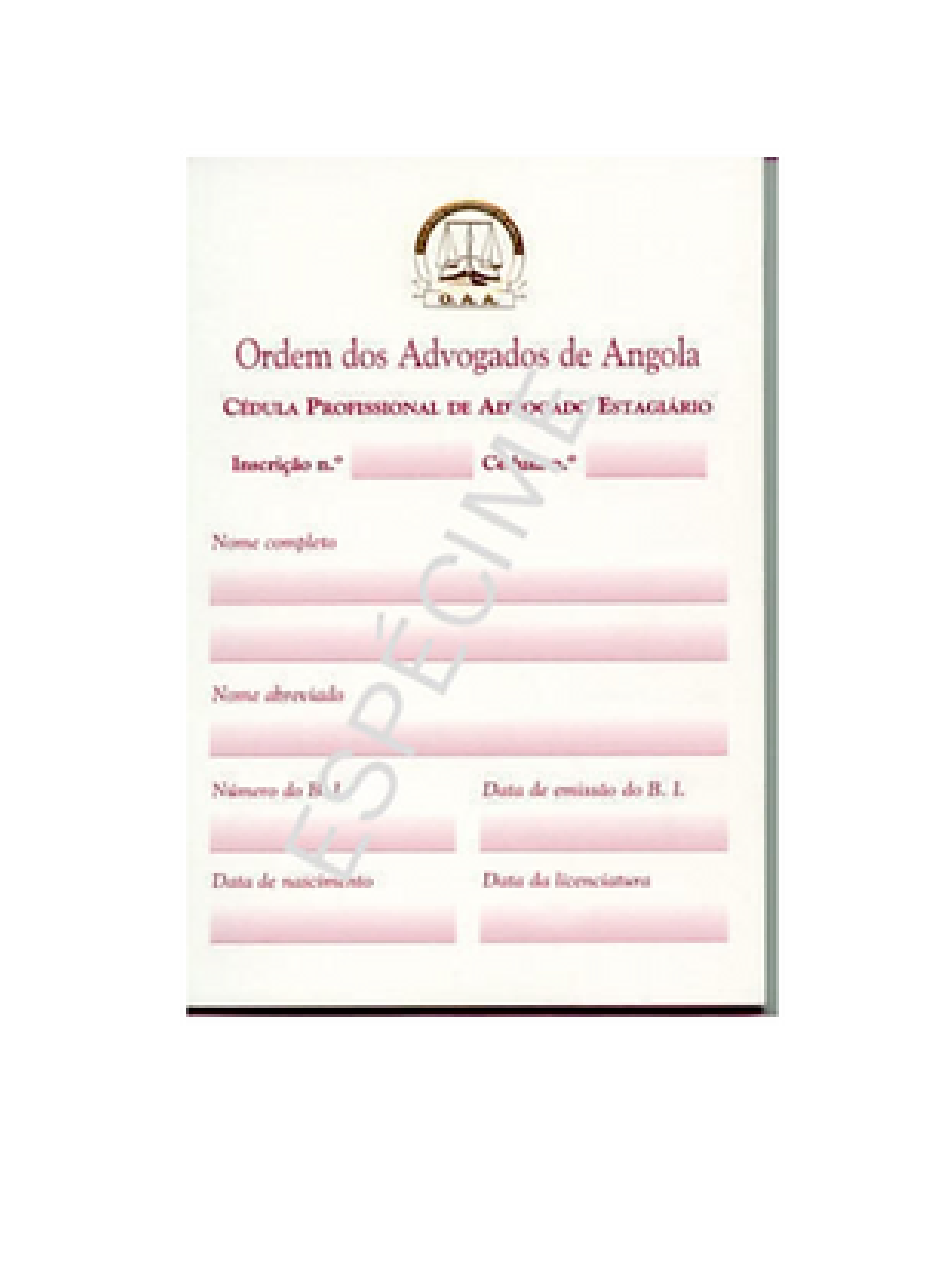 O. A. A.
Ordem dos Advogados de Angola
CÉDULA PROFISSIONAL DE ADVOGADO ESTAGIÁRIO
Inscrição n.º Cédula n.º
Nome completo
Nome abreviado
Número do B. I. Data de emissão do B. I.
Data de nascimento Data da licenciatura
ESPÉCIME